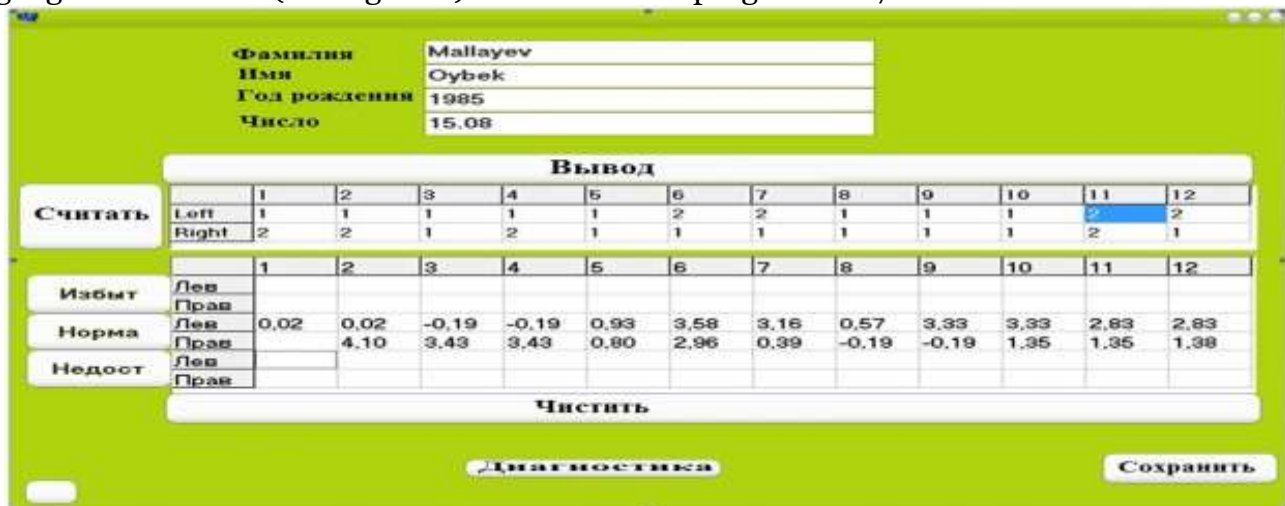 Фамилия Mallayev
Имя Oybek
Год рождения 1985
Число 15.08
Вывод
Считать
1 2 3 4 5 6 7 8 9 10 11 12
Left 1 1 1 1 1 2 2 1 1 1 2 2
Right 2 2 1 2 1 1 1 1 1 1 2 1
1 2 3 4 5 6 7 8 9 10 11 12
Избыт
Лев
Прав
Норма
Лев 0,02 0,02 -0,19 -0,19 0,93 3,58 3,16 0,57 3,33 3,33 2,83 2,83
Прав 4,10 3,43 3,43 0,80 2,96 0,39 -0,19 -0,19 1,35 1,35 1,38
Недост
Лев
Прав
Чистить
Диагностика
Сохранить